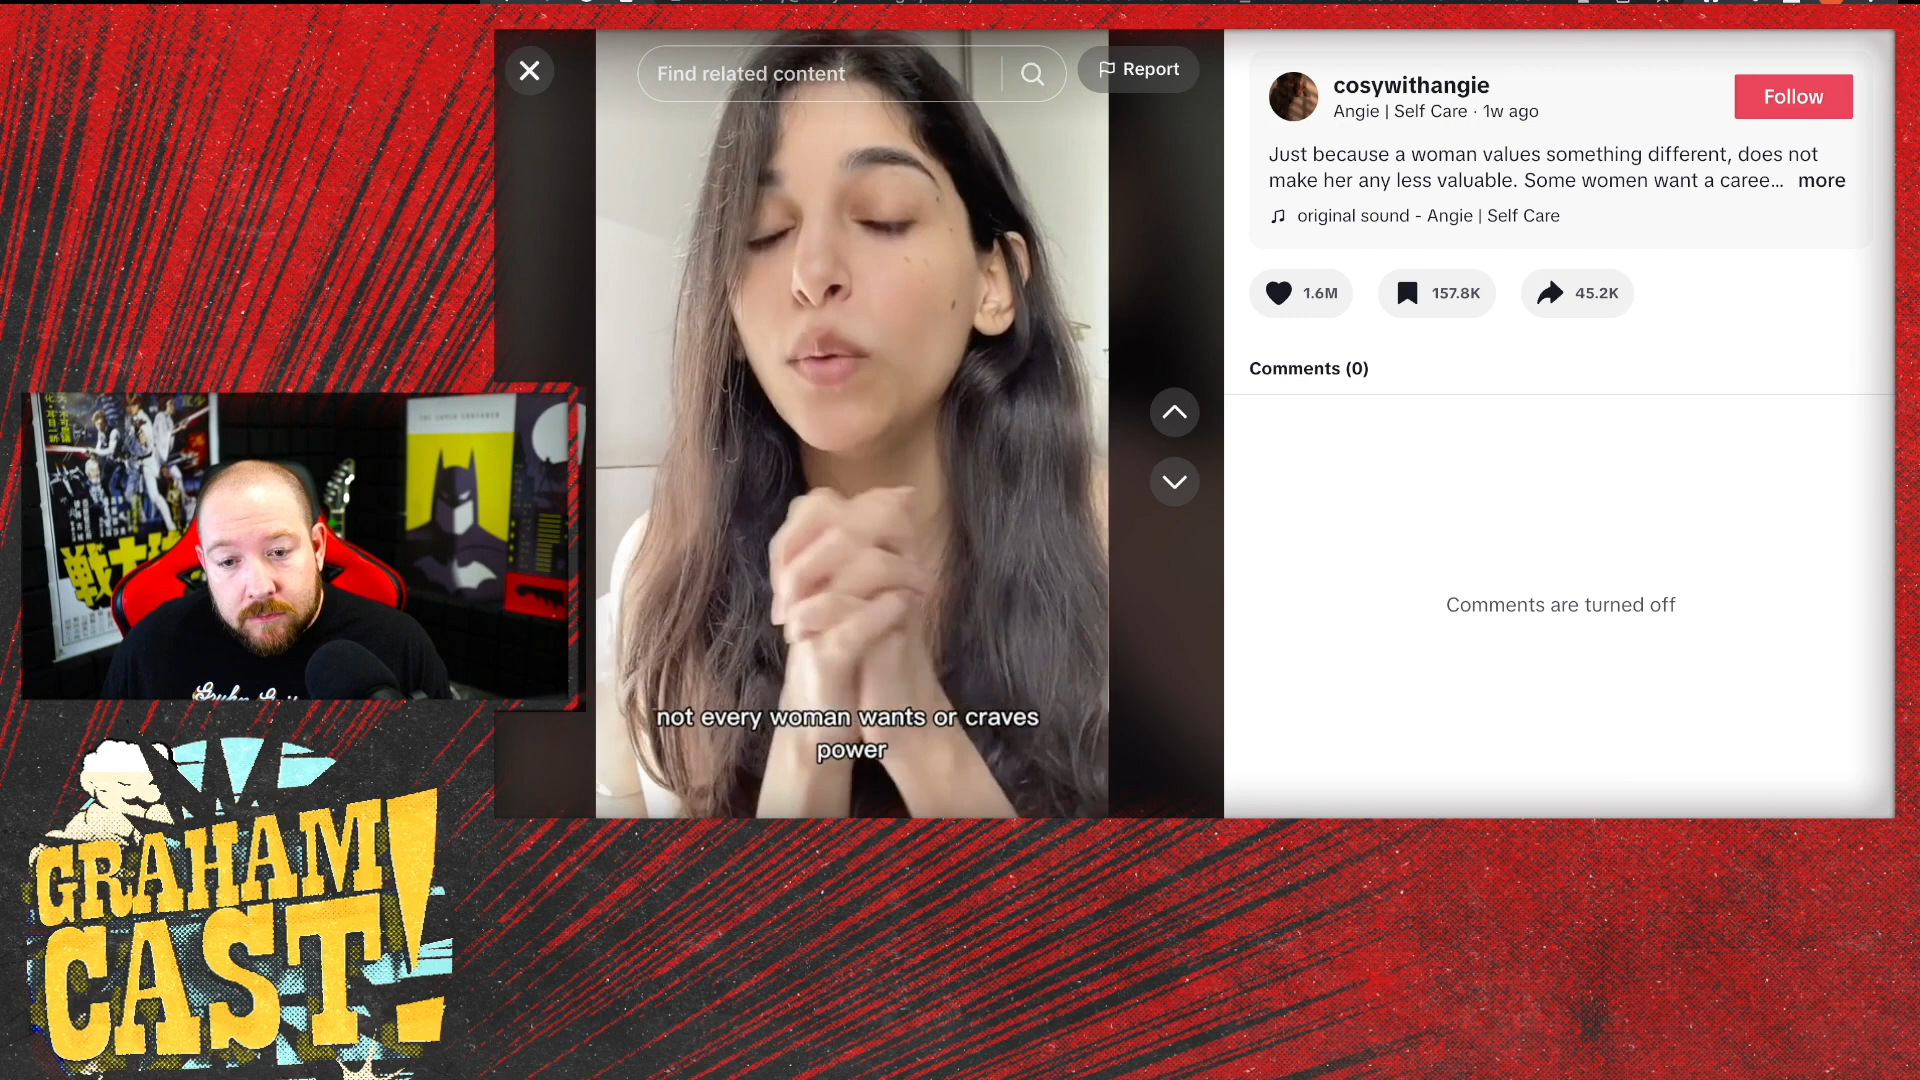 Find related content
Report
cosywithangie
Angie | Self Care · 1w ago
Follow
Just because a woman values something different, does not
make her any less valuable. Some women want a caree... more
original sound - Angie | Self Care
1.6M
157.8K
45.2K
Comments (0)
Comments are turned off
not every woman wants or craves
power
GRAHAM
CAST!